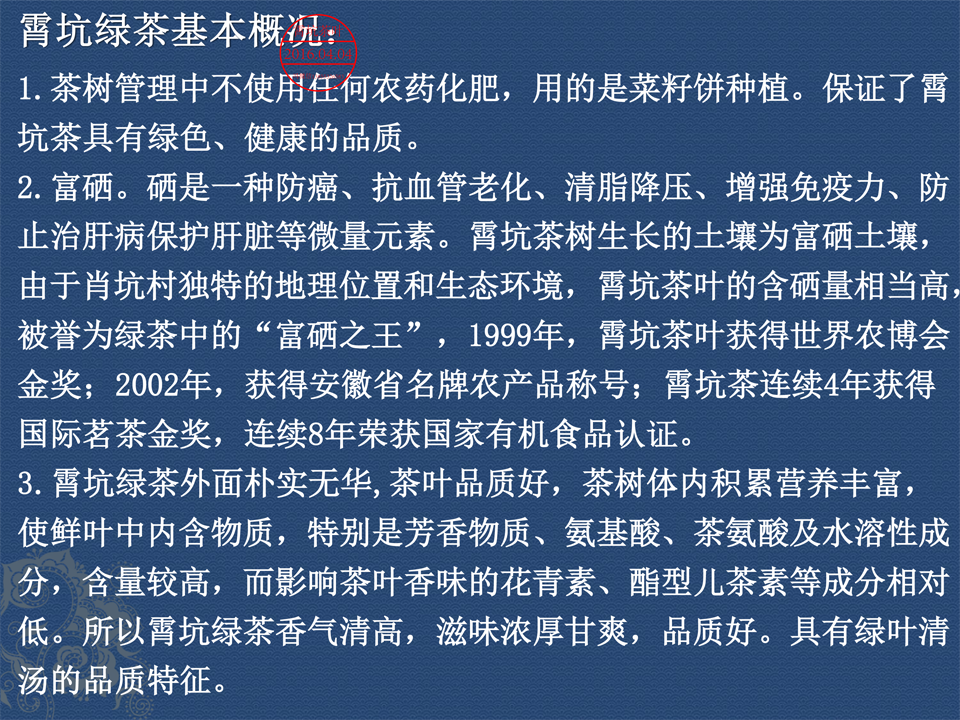 霄坑绿茶基本概况：
1.茶树管理中不使用任何农药化肥，用的是菜籽饼种植。保证了霄
坑茶具有绿色、健康的品质。
2.富硒。硒是一种防癌、抗血管老化、清脂降压、增强免疫力、防
止治肝病保护肝脏等微量元素。霄坑茶树生长的土壤为富硒土壤，
由于肖坑村独特的地理位置和生态环境，霄坑茶叶的含硒量相当高，
被誉为绿茶中的“富硒之王”，1999年，霄坑茶叶获得世界农博会
金奖；2002年，获得安徽省名牌农产品称号；霄坑茶连续4年获得
国际茗茶金奖，连续8年荣获国家有机食品认证。
3.霄坑绿茶外面朴实无华,茶叶品质好，茶树体内积累营养丰富，
使鲜叶中内含物质，特别是芳香物质、氨基酸、茶氨酸及水溶性成
分，含量较高，而影响茶叶香味的花青素、酯型儿茶素等成分相对
低。所以霄坑绿茶香气清高，滋味浓厚甘爽，品质好。具有绿叶清
汤的品质特征。